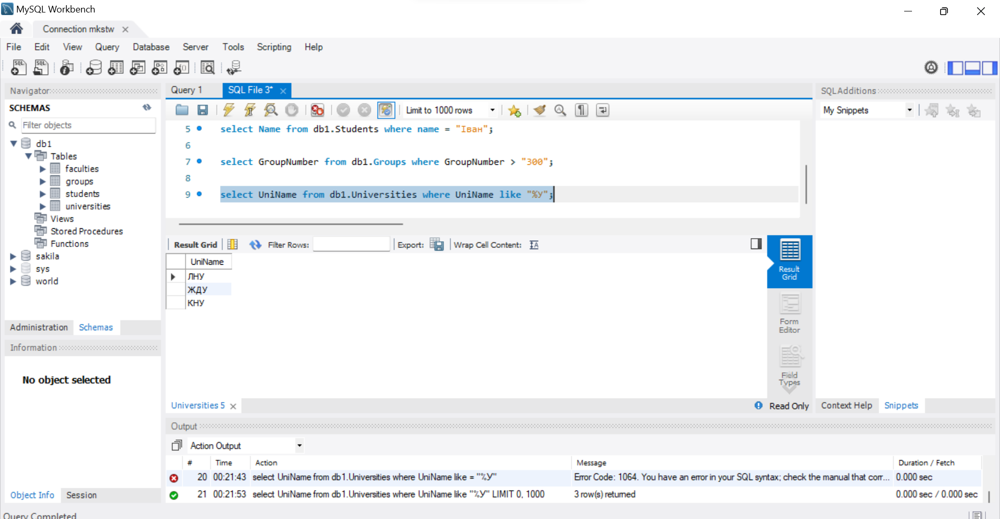 MySQL Workbench
Connection mkstw
File Edit View Query Database Server Tools Scripting Help
Navigator
SCHEMAS
Filter objects
db1
Tables
faculties
groups
students
universities
Views
Stored Procedures
Functions
sakila
sys
world
Administration Schemas
Information
No object selected
Object Info Session
Query 1 SQL File 3*
Limit to 1000 rows
5 select Name from db1.Students where name = "Іван";
6
7 select GroupNumber from db1.Groups where GroupNumber > "300";
8
9 select UniName from db1.Universities where UniName like "%У";
Result Grid Filter Rows: Export: Wrap Cell Content:
UniName
ЛНУ
ЖДУ
КНУ
Result
Grid
Form
Editor
Field
Types
Universities 5 Read Only
SQLAdditions
My Snippets
Context Help Snippets
Output
Action Output
# Time Action Message Duration / Fetch
20 00:21:43 select UniName from db1.Universities where UniName like = "%У" Error Code: 1064. You have an error in your SQL syntax; check the manual that corr... 0.000 sec
21 00:21:53 select UniName from db1.Universities where UniName like "%У" LIMIT 0, 1000 3 row(s) returned 0.000 sec / 0.000 sec
Query Completed